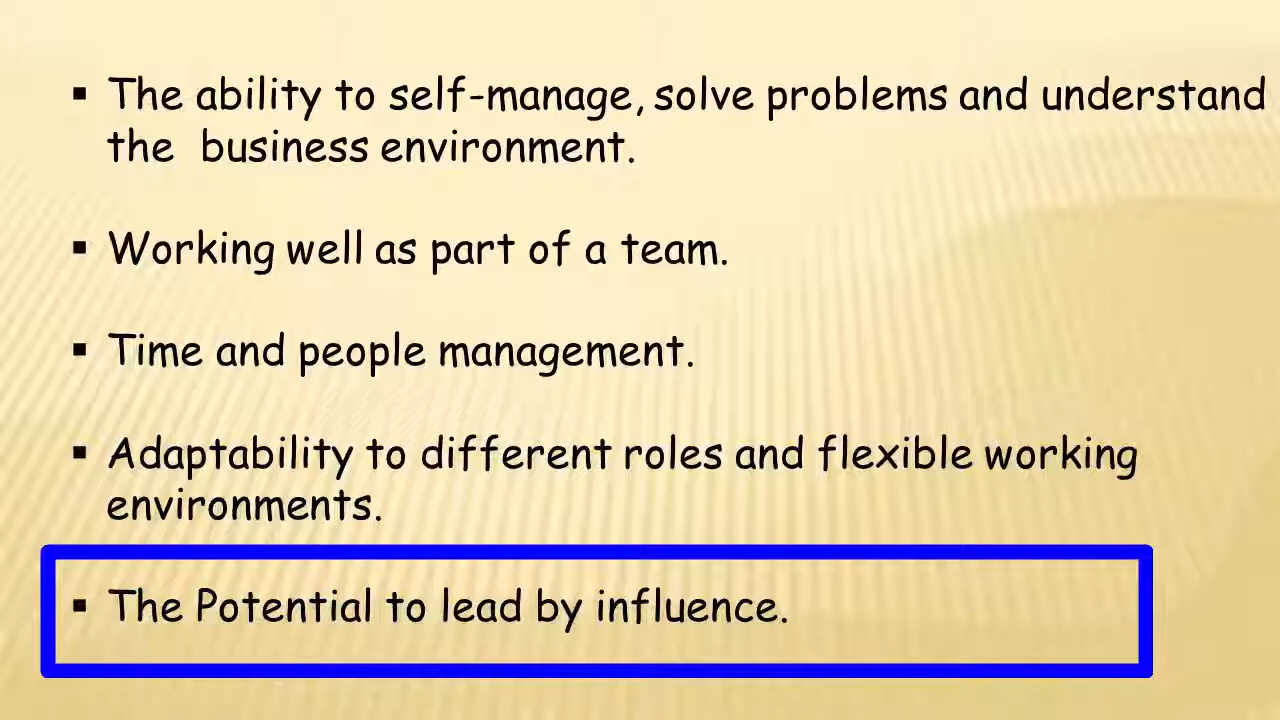 ▪ The ability to self-manage, solve problems and understand
the business environment.
▪ Working well as part of a team.
▪ Time and people management.
▪ Adaptability to different roles and flexible working
environments.
▪ The Potential to lead by influence.